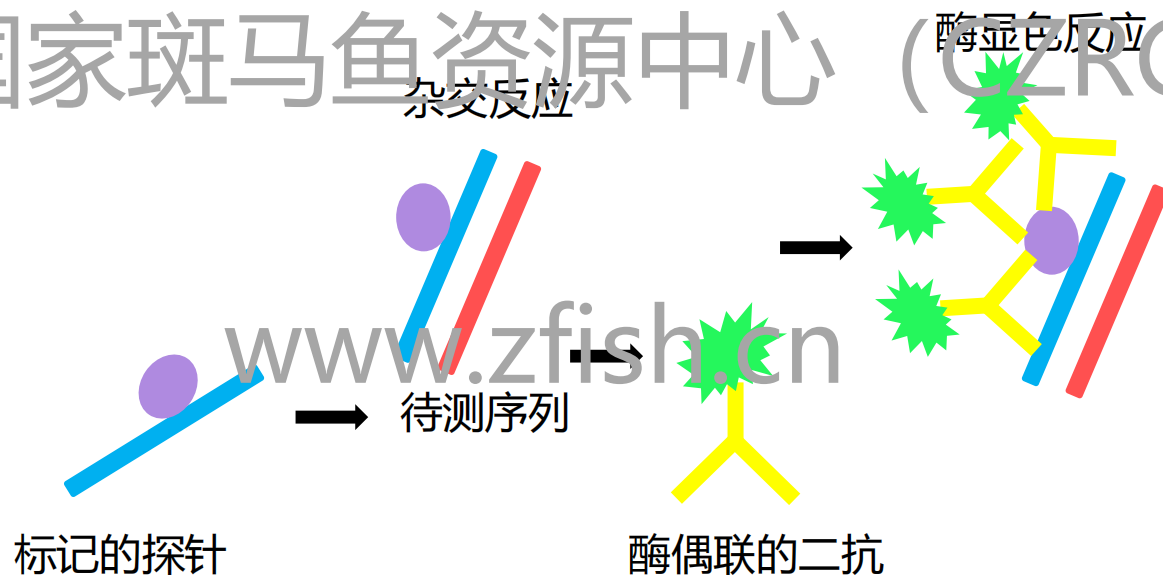 国家斑马鱼资源中心（CZRC
酶显色反应
杂交反应
www.zfish.cn
待测序列
标记的探针
酶偶联的二抗